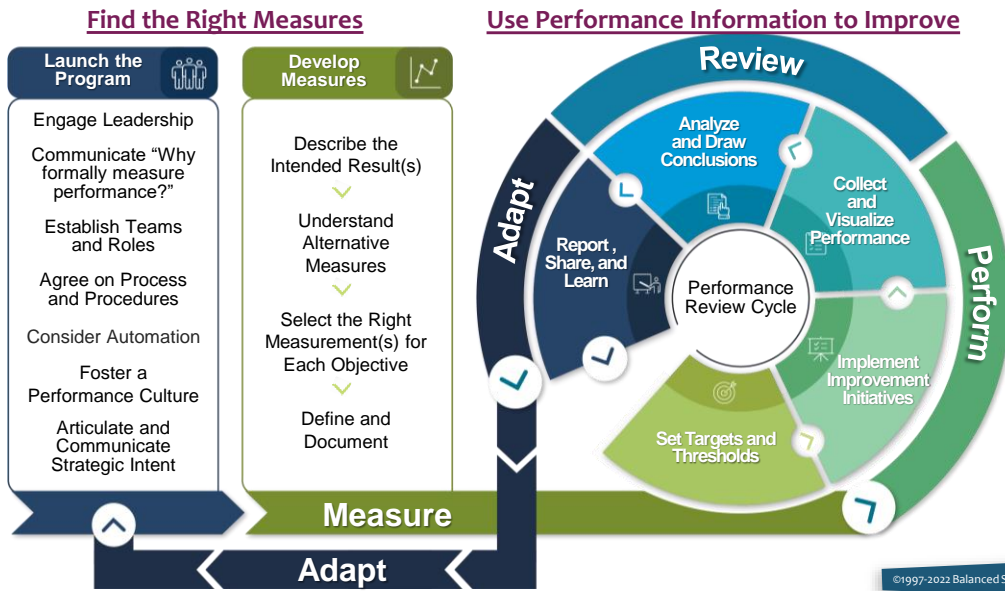 Find the Right Measures
Use Performance Information to Improve
Launch the
Program
Engage Leadership
Communicate “Why
formally measure
performance?”
Establish Teams
and Roles
Agree on Process
and Procedures
Consider Automation
Foster a
Performance Culture
Articulate and
Communicate
Strategic Intent
Develop
Measures
Describe the
Intended Result(s)
Understand
Alternative
Measures
Select the Right
Measurement(s) for
Each Objective
Define and
Document
Measure
Adapt
Adapt
Review
Perform
Performance
Review Cycle
Set Targets and
Thresholds
Implement
Improvement
Initiatives
Collect
and
Visualize
Performance
Analyze
and Draw
Conclusions
Report ,
Share, and
Learn
©1997-2022 Balanced S